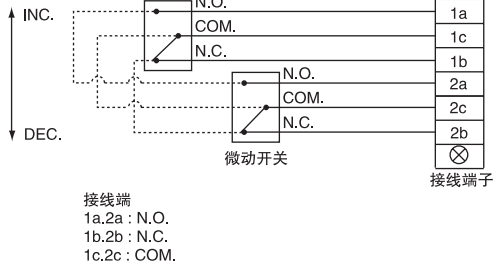 N.O.
INC.
1a
COM.
1c
N.C.
1b
N.O.
2a
COM.
2c
N.C.
DEC.
2b
微动开关
接线端子
接线端
1a.2a : N.O.
1b.2b : N.C.
1c.2c : COM.